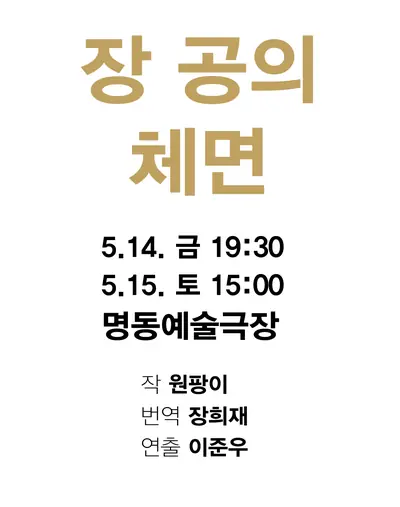 장 공의
체면
5.14. 금 19:30
5.15. 토 15:00
명동예술극장
작 원팡이
번역 장희재
연출 이준우